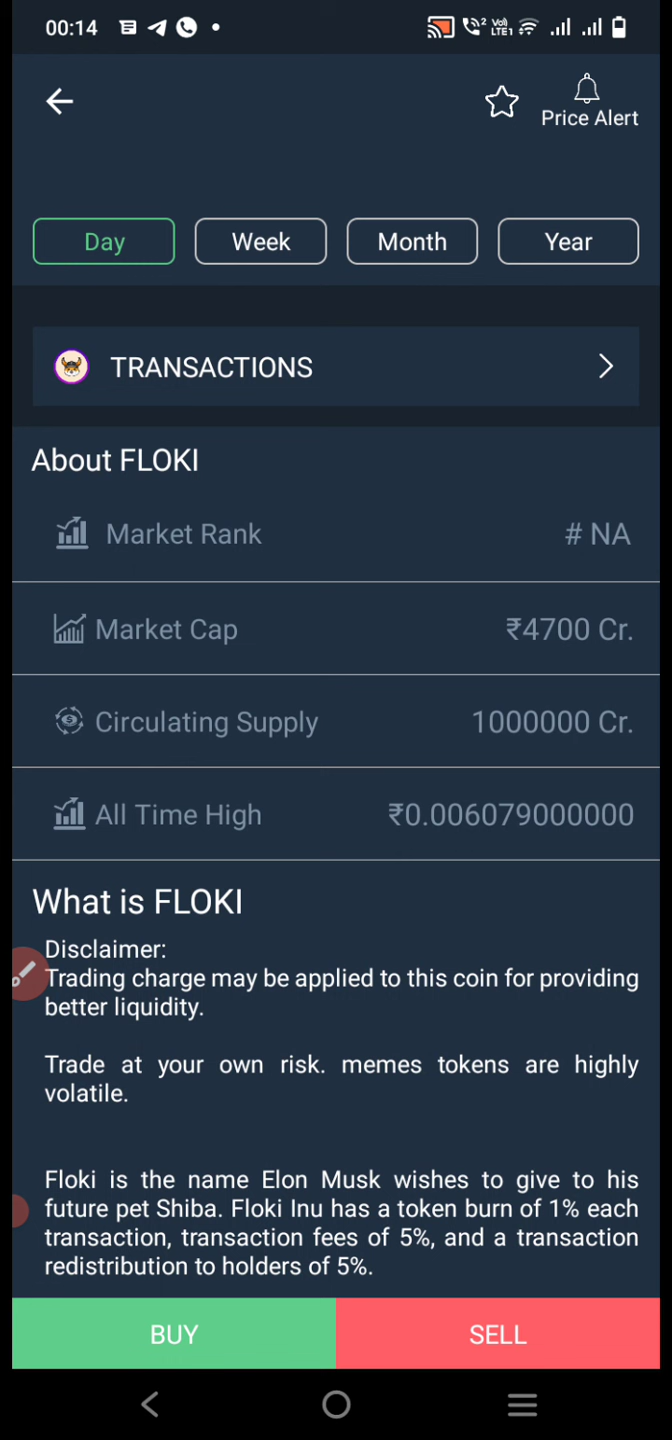 00:14
2 Vo) LTE1
Price Alert
Day Week Month Year
TRANSACTIONS
About FLOKI
Market Rank # NA
Market Cap ₹4700 Cr.
Circulating Supply 1000000 Cr.
All Time High ₹0.006079000000
What is FLOKI
Disclaimer:
Trading charge may be applied to this coin for providing
better liquidity.
Trade at your own risk. memes tokens are highly
volatile.
Floki is the name Elon Musk wishes to give to his
future pet Shiba. Floki Inu has a token burn of 1% each
transaction, transaction fees of 5%, and a transaction
redistribution to holders of 5%.
BUY SELL